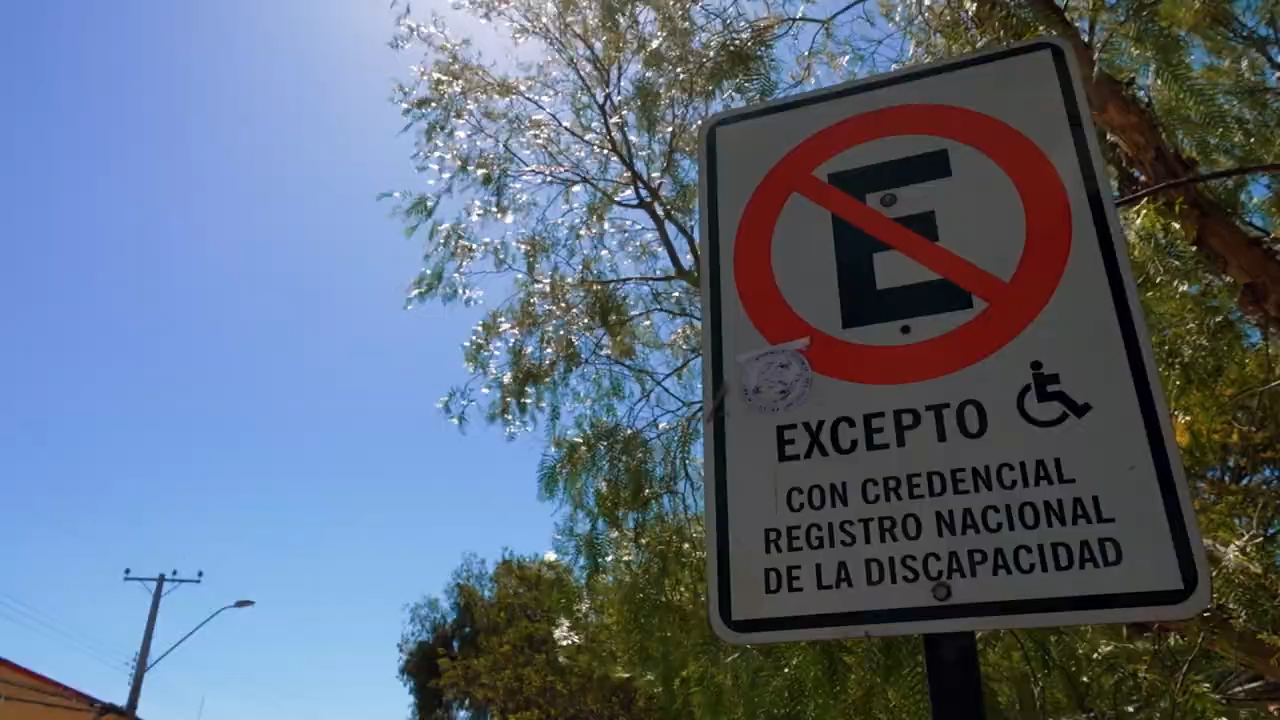 E
EXCEPTO
CON CREDENCIAL
REGISTRO NACIONAL
DE LA DISCAPACIDAD